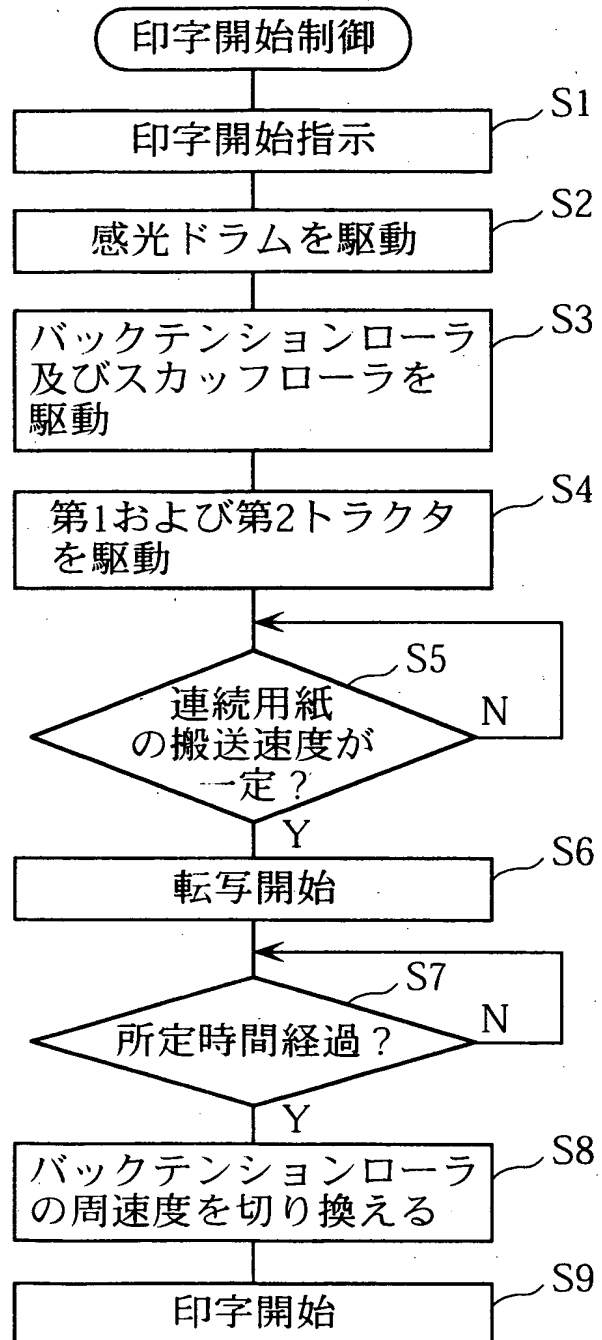 印字開始制御
S1
印字開始指示
S2
感光ドラムを駆動
S3
バックテンションローラ
及びスカッフローラを
駆動
S4
第1および第2トラクタ
を駆動
S5
連続用紙
の搬送速度が
一定?
N
Y
S6
転写開始
S7
所定時間経過?
N
Y
S8
バックテンションローラ
の周速度を切り換える
S9
印字開始